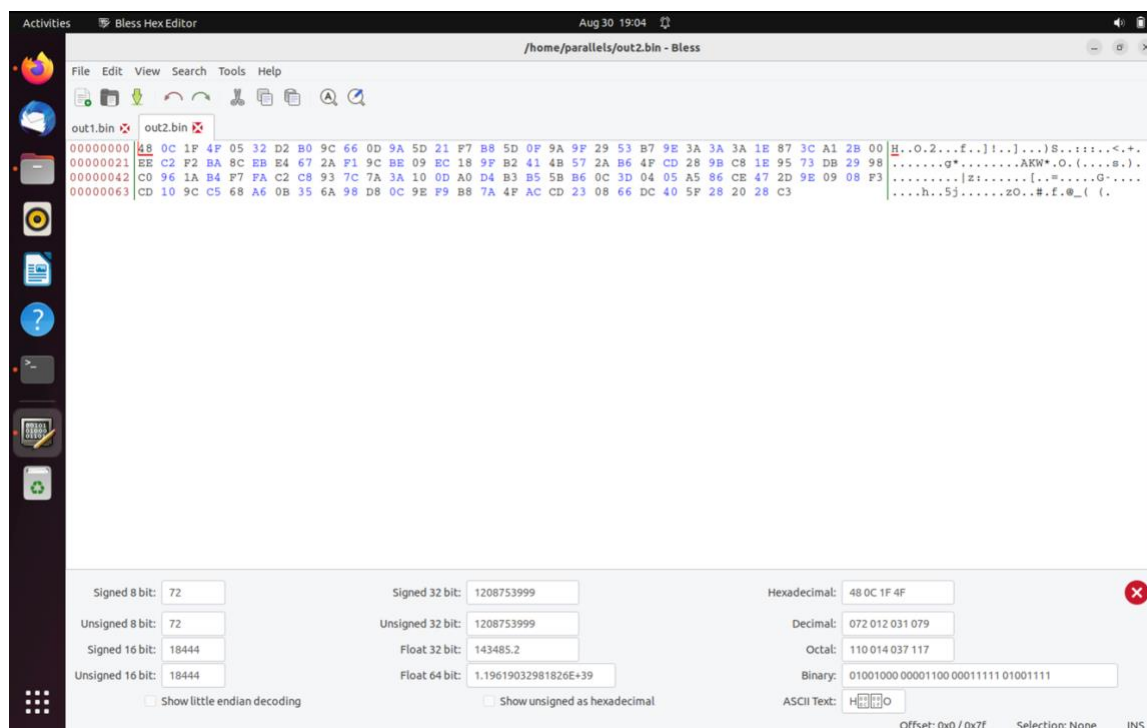 Activities Bless Hex Editor Aug 30 19:04
/home/parallels/out2.bin - Bless
File Edit View Search Tools Help
out1.bin out2.bin
00000000 48 0C 1F 4F 05 32 D2 B0 9C 66 0D 9A 5D 21 F7 B8 5D 0F 9A 9F 29 53 B7 9E 3A 3A 3A 1E 87 3C A1 2B 00 H..O.2...f..]!..]...)S..:::..<.+.
00000021 EE C2 F2 BA 8C EB E4 67 2A F1 9C BE 09 EC 18 9F B2 41 4B 57 2A B6 4F CD 28 9B C8 1E 95 73 DB 29 98 .......g*........AKW*.O.(....s.).
00000042 C0 96 1A B4 F7 FA C2 C8 93 7C 7A 3A 10 0D A0 D4 B3 B5 5B B6 0C 3D 04 05 A5 86 CE 47 2D 9E 09 08 F3 .........|z:......[..=.....G-....
00000063 CD 10 9C C5 68 A6 0B 35 6A 98 D8 0C 9E F9 B8 7A 4F AC CD 23 08 66 DC 40 5F 28 20 28 C3 ....h..5j......zO..#.f.@_( (.
Signed 8 bit: 72 Signed 32 bit: 1208753999 Hexadecimal: 48 0C 1F 4F
Unsigned 8 bit: 72 Unsigned 32 bit: 1208753999 Decimal: 072 012 031 079
Signed 16 bit: 18444 Float 32 bit: 143485.2 Octal: 110 014 037 117
Unsigned 16 bit: 18444 Float 64 bit: 1.19619032981826E+39 Binary: 01001000 00001100 00011111 01001111
Show little endian decoding Show unsigned as hexadecimal ASCII Text: H O
Offset: 0x0 / 0x7f Selection: None INS